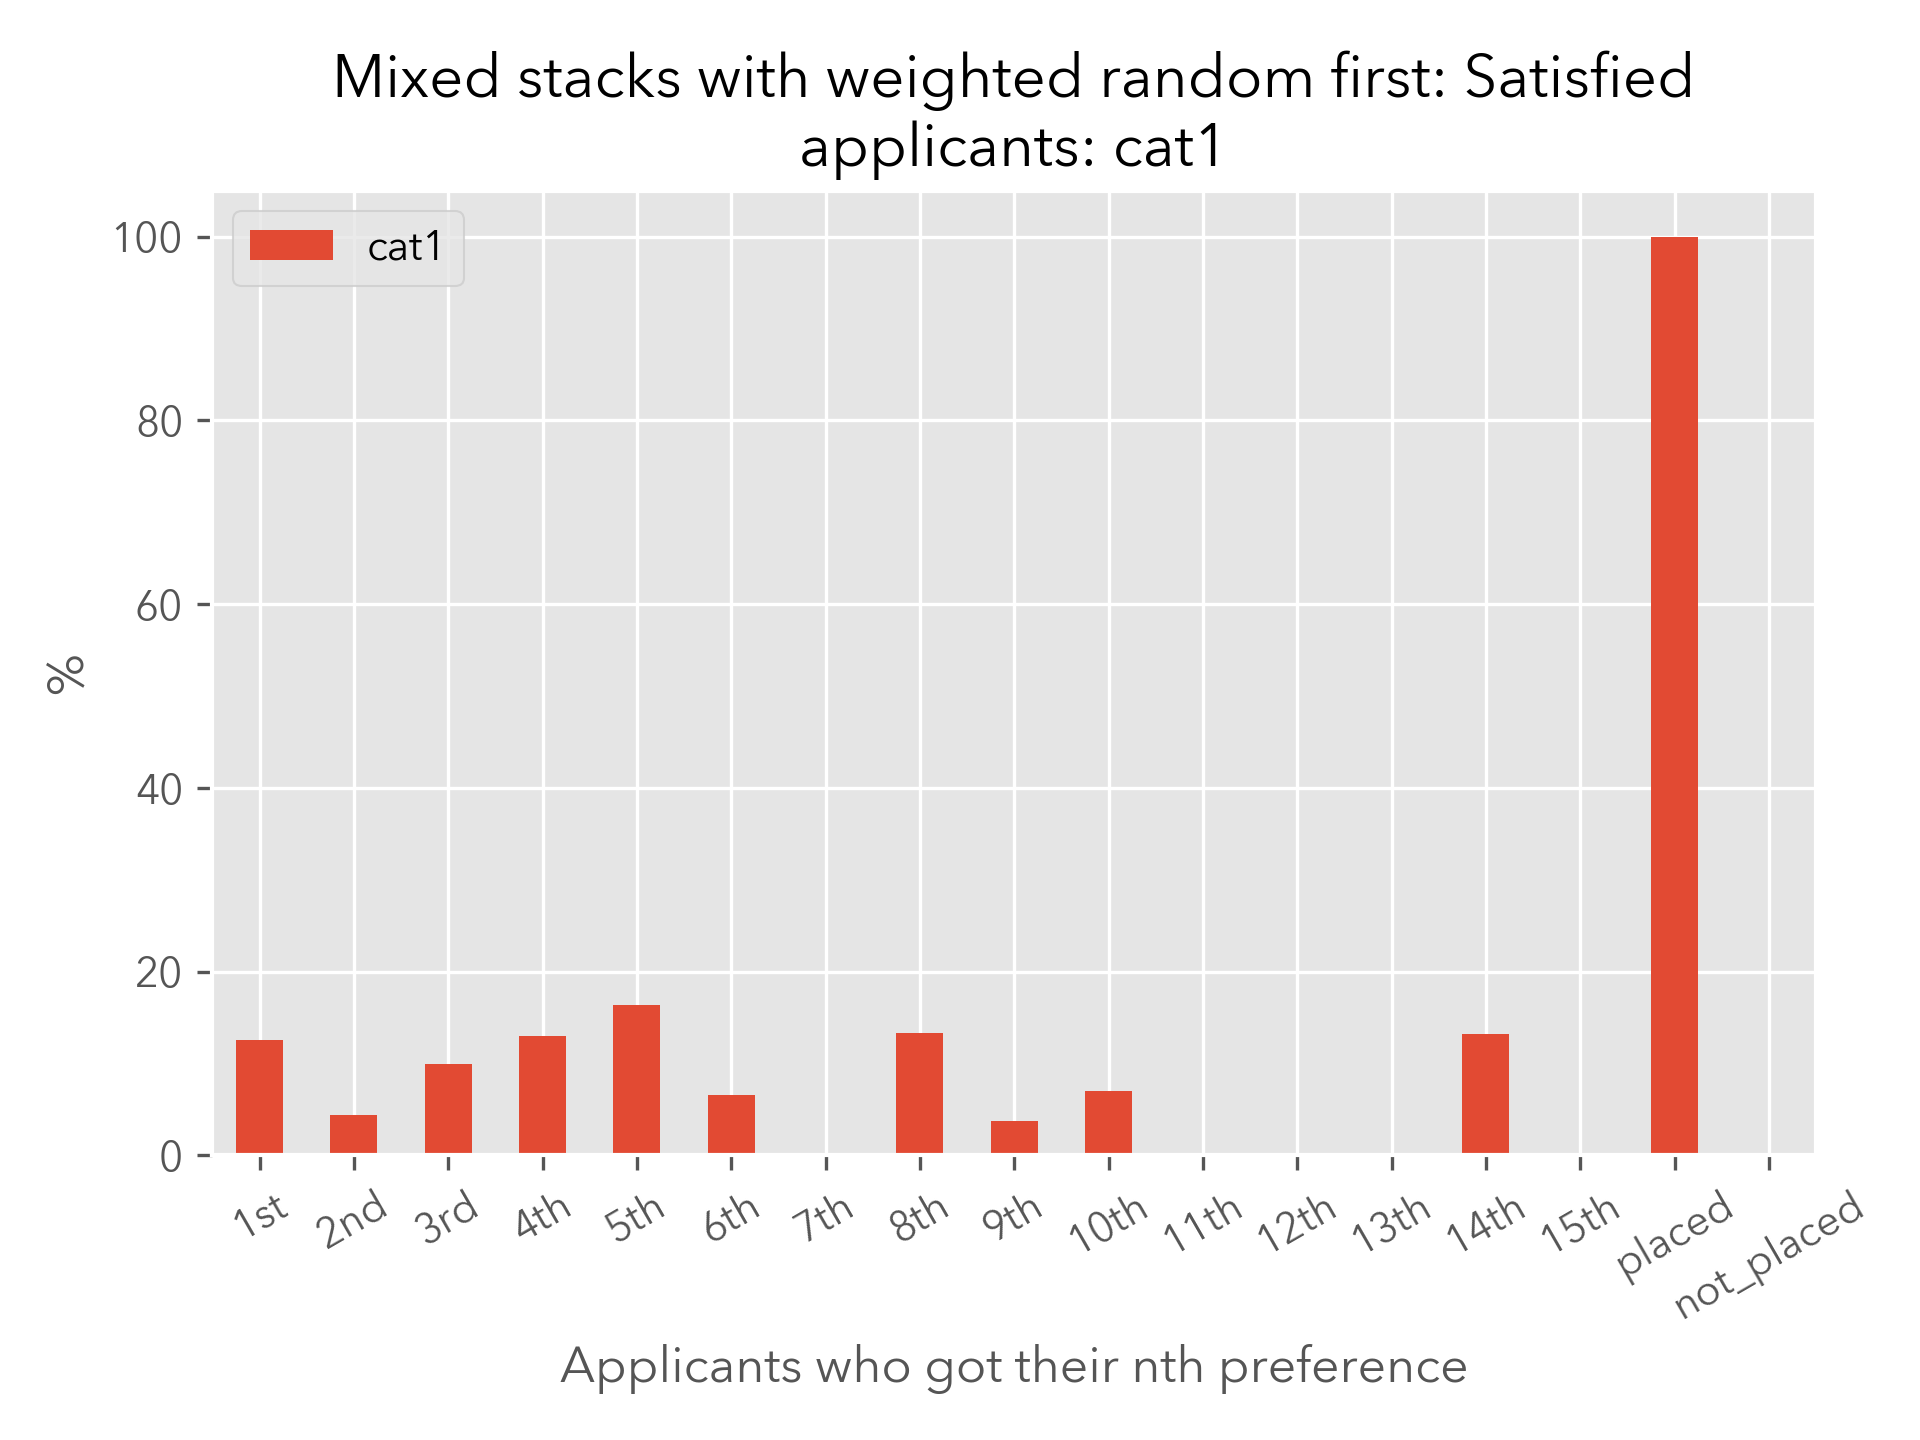 Mixed stacks with weighted random first: Satisfied
applicants: cat1
cat1
100
80
60
40
20
0
%
1st 2nd 3rd 4th 5th 6th 7th 8th 9th 10th 11th 12th 13th 14th 15th placed not_placed
Applicants who got their nth preference